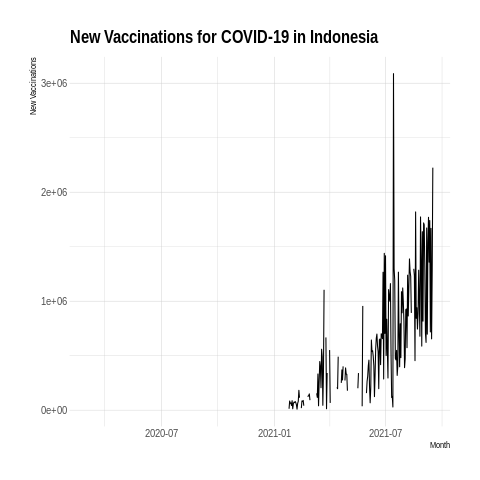 New Vaccinations for COVID-19 in Indonesia
New Vaccinations
3e+06
2e+06
1e+06
0e+00
2020-07
2021-01
2021-07
Month